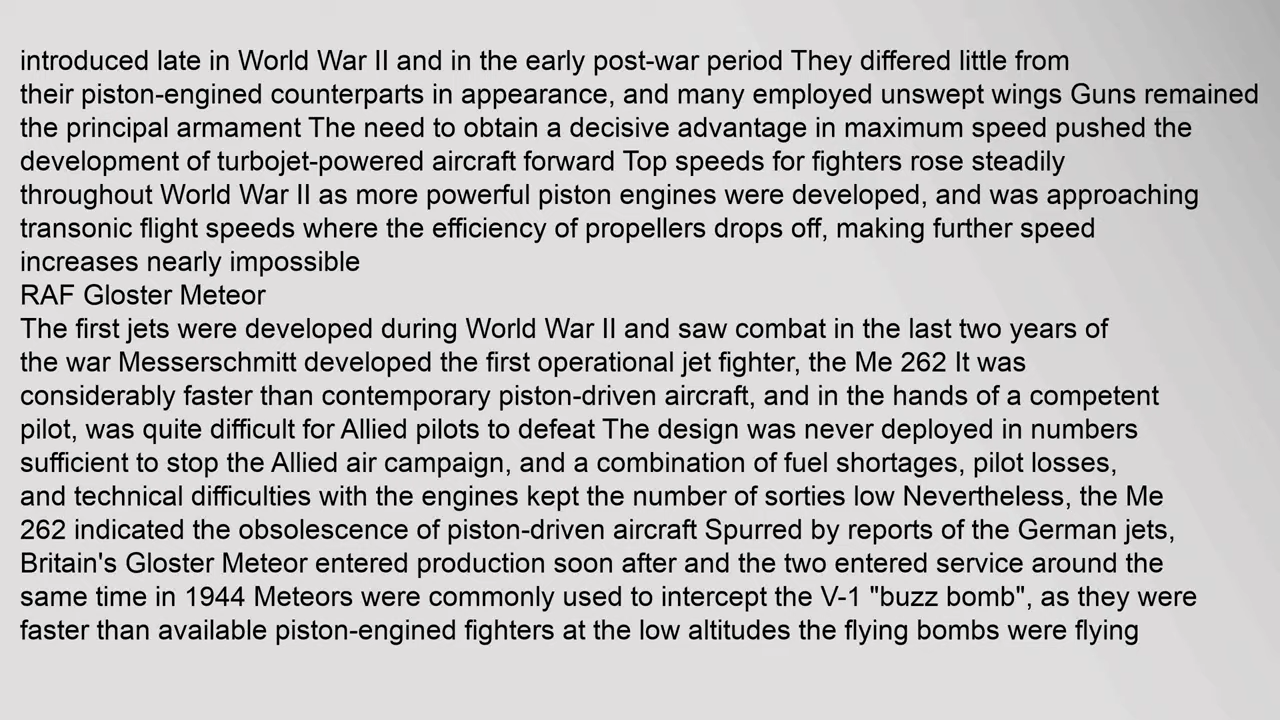 introduced late in World War II and in the early post-war period They differed little from
their piston-engined counterparts in appearance, and many employed unswept wings Guns remained
the principal armament The need to obtain a decisive advantage in maximum speed pushed the
development of turbojet-powered aircraft forward Top speeds for fighters rose steadily
throughout World War II as more powerful piston engines were developed, and was approaching
transonic flight speeds where the efficiency of propellers drops off, making further speed
increases nearly impossible
RAF Gloster Meteor
The first jets were developed during World War II and saw combat in the last two years of
the war Messerschmitt developed the first operational jet fighter, the Me 262 It was
considerably faster than contemporary piston-driven aircraft, and in the hands of a competent
pilot, was quite difficult for Allied pilots to defeat The design was never deployed in numbers
sufficient to stop the Allied air campaign, and a combination of fuel shortages, pilot losses,
and technical difficulties with the engines kept the number of sorties low Nevertheless, the Me
262 indicated the obsolescence of piston-driven aircraft Spurred by reports of the German jets,
Britain's Gloster Meteor entered production soon after and the two entered service around the
same time in 1944 Meteors were commonly used to intercept the V-1 "buzz bomb", as they were
faster than available piston-engined fighters at the low altitudes the flying bombs were flying